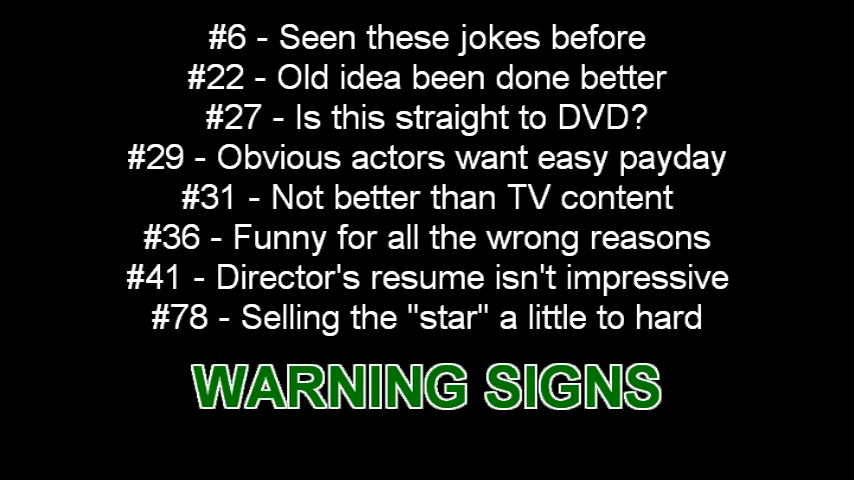 #6 - Seen these jokes before
#22 - Old idea been done better
#27 - Is this straight to DVD?
#29 - Obvious actors want easy payday
#31 - Not better than TV content
#36 - Funny for all the wrong reasons
#41 - Director's resume isn't impressive
#78 - Selling the "star" a little to hard
WARNING SIGNS